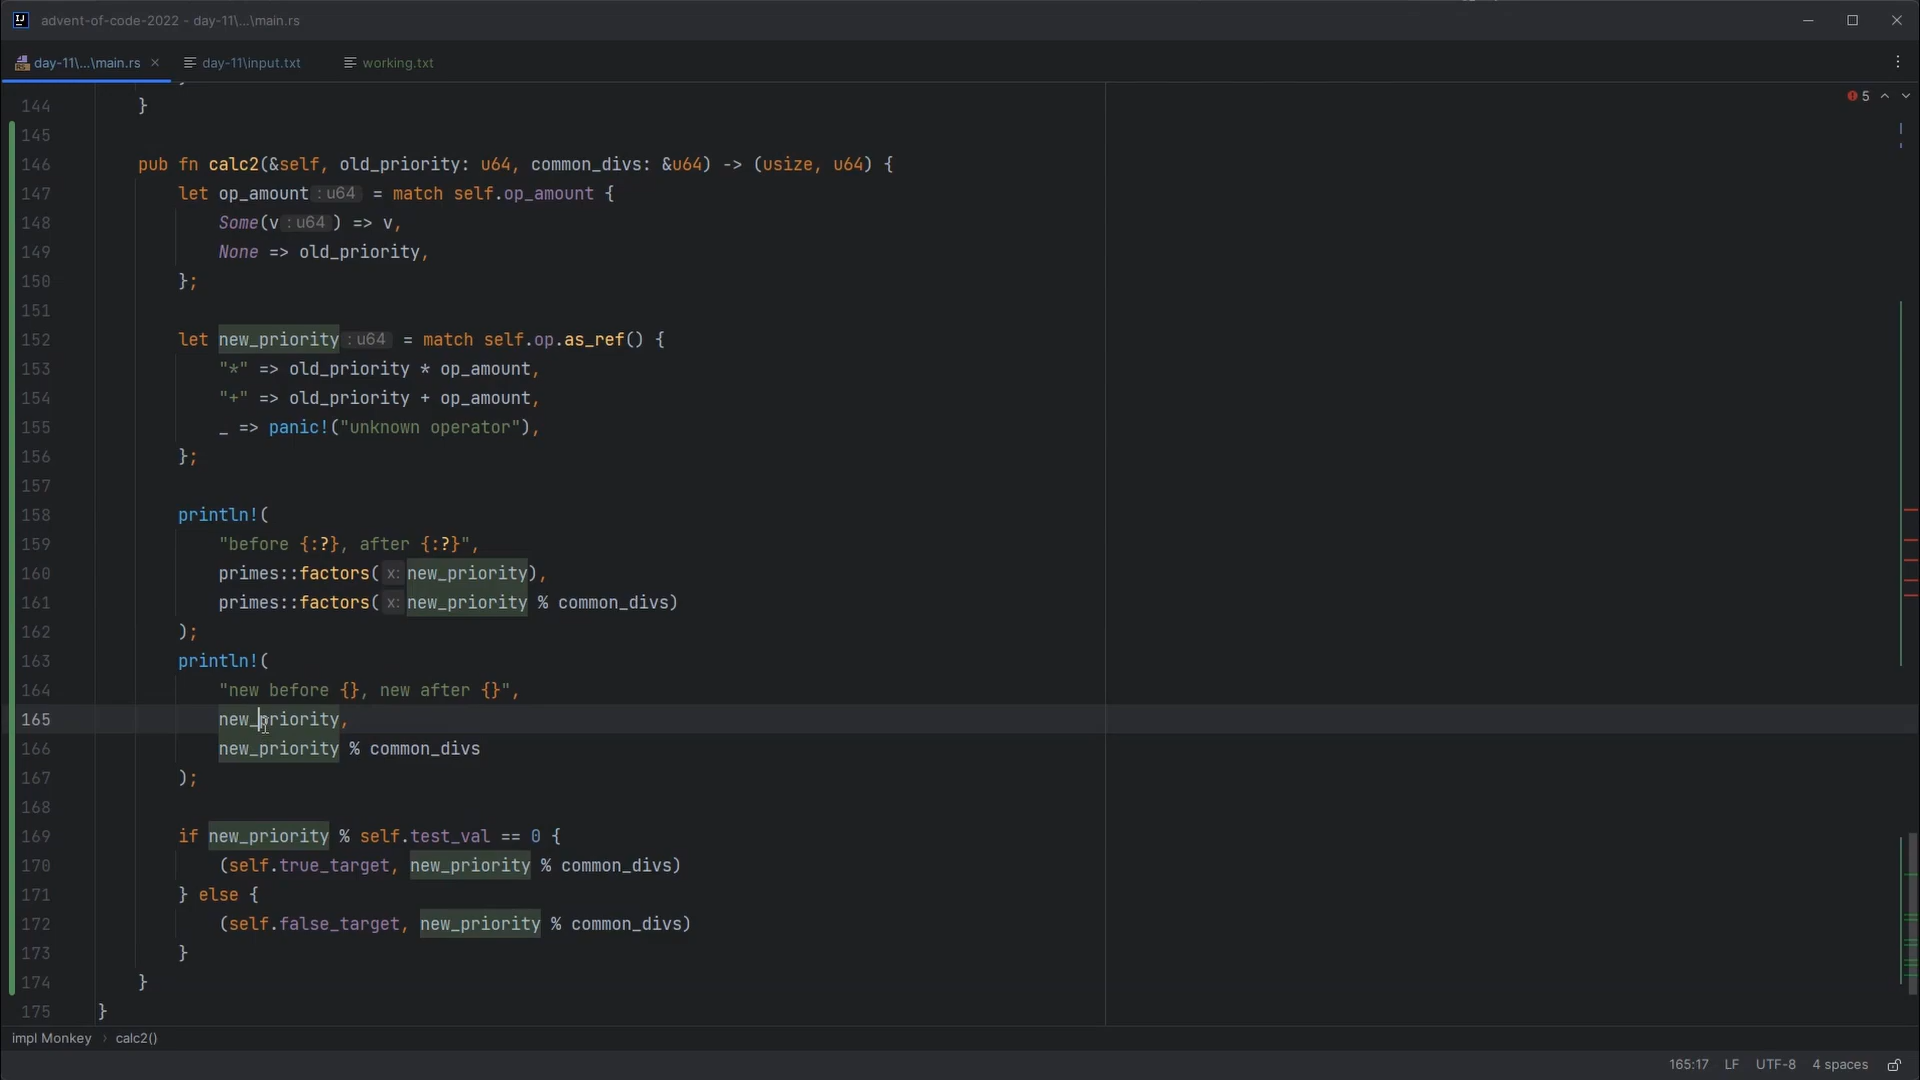 advent-of-code-2022 - day-11\...\main.rs
day-11\...\main.rs day-11\input.txt working.txt
5
144 }
145
146 pub fn calc2(&self, old_priority: u64, common_divs: &u64) -> (usize, u64) {
147 let op_amount : u64 = match self.op_amount {
148 Some(v : u64 ) => v,
149 None => old_priority,
150 };
151
152 let new_priority : u64 = match self.op.as_ref() {
153 "*" => old_priority * op_amount,
154 "+" => old_priority + op_amount,
155 _ => panic!("unknown operator"),
156 };
157
158 println!(
159 "before {:?}, after {:?}",
160 primes::factors( x: new_priority),
161 primes::factors( x: new_priority % common_divs)
162 );
163 println!(
164 "new before {}, new after {}",
165 new_priority,
166 new_priority % common_divs
167 );
168
169 if new_priority % self.test_val == 0 {
170 (self.true_target, new_priority % common_divs)
171 } else {
172 (self.false_target, new_priority % common_divs)
173 }
174 }
175 }
impl Monkey › calc2()
165:17 LF UTF-8 4 spaces